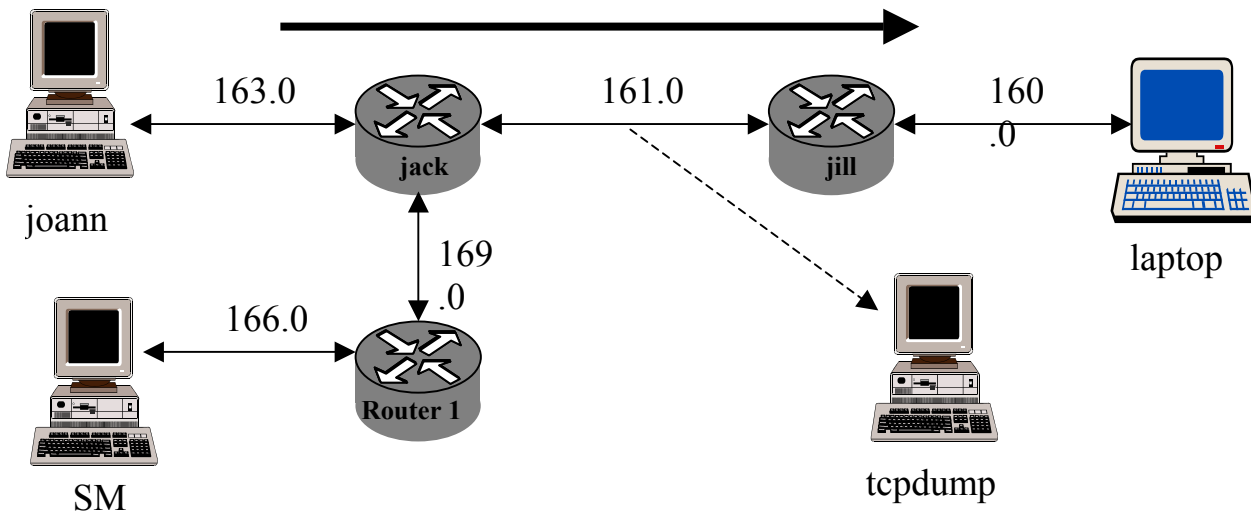 163.0
161.0
160
.0
jack
jill
joann
169
.0
laptop
166.0
Router 1
SM
tcpdump